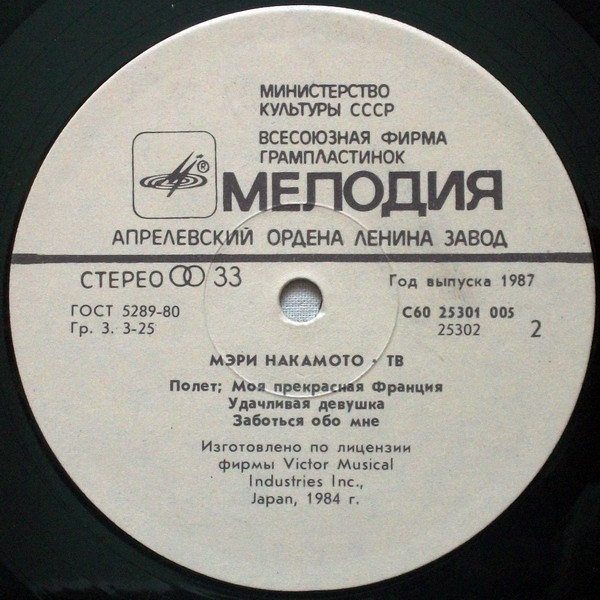 МИНИСТЕРСТВО
КУЛЬТУРЫ СССР
ВСЕСОЮЗНАЯ ФИРМА
ГРАМПЛАСТИНОК
®
МЕЛОДИЯ
АПРЕЛЕВСКИЙ ОРДЕНА ЛЕНИНА ЗАВОД
СТЕРЕО 33
Год выпуска 1987
ГОСТ 5289-80
С60 25301 005
Гр. 3. 3-25
25302 2
МЭРИ НАКАМОТО · ТВ
Полет; Моя прекрасная Франция
Удачливая девушка
Заботься обо мне
Изготовлено по лицензии
фирмы Victor Musical
Industries Inc.,
Japan, 1984 г.